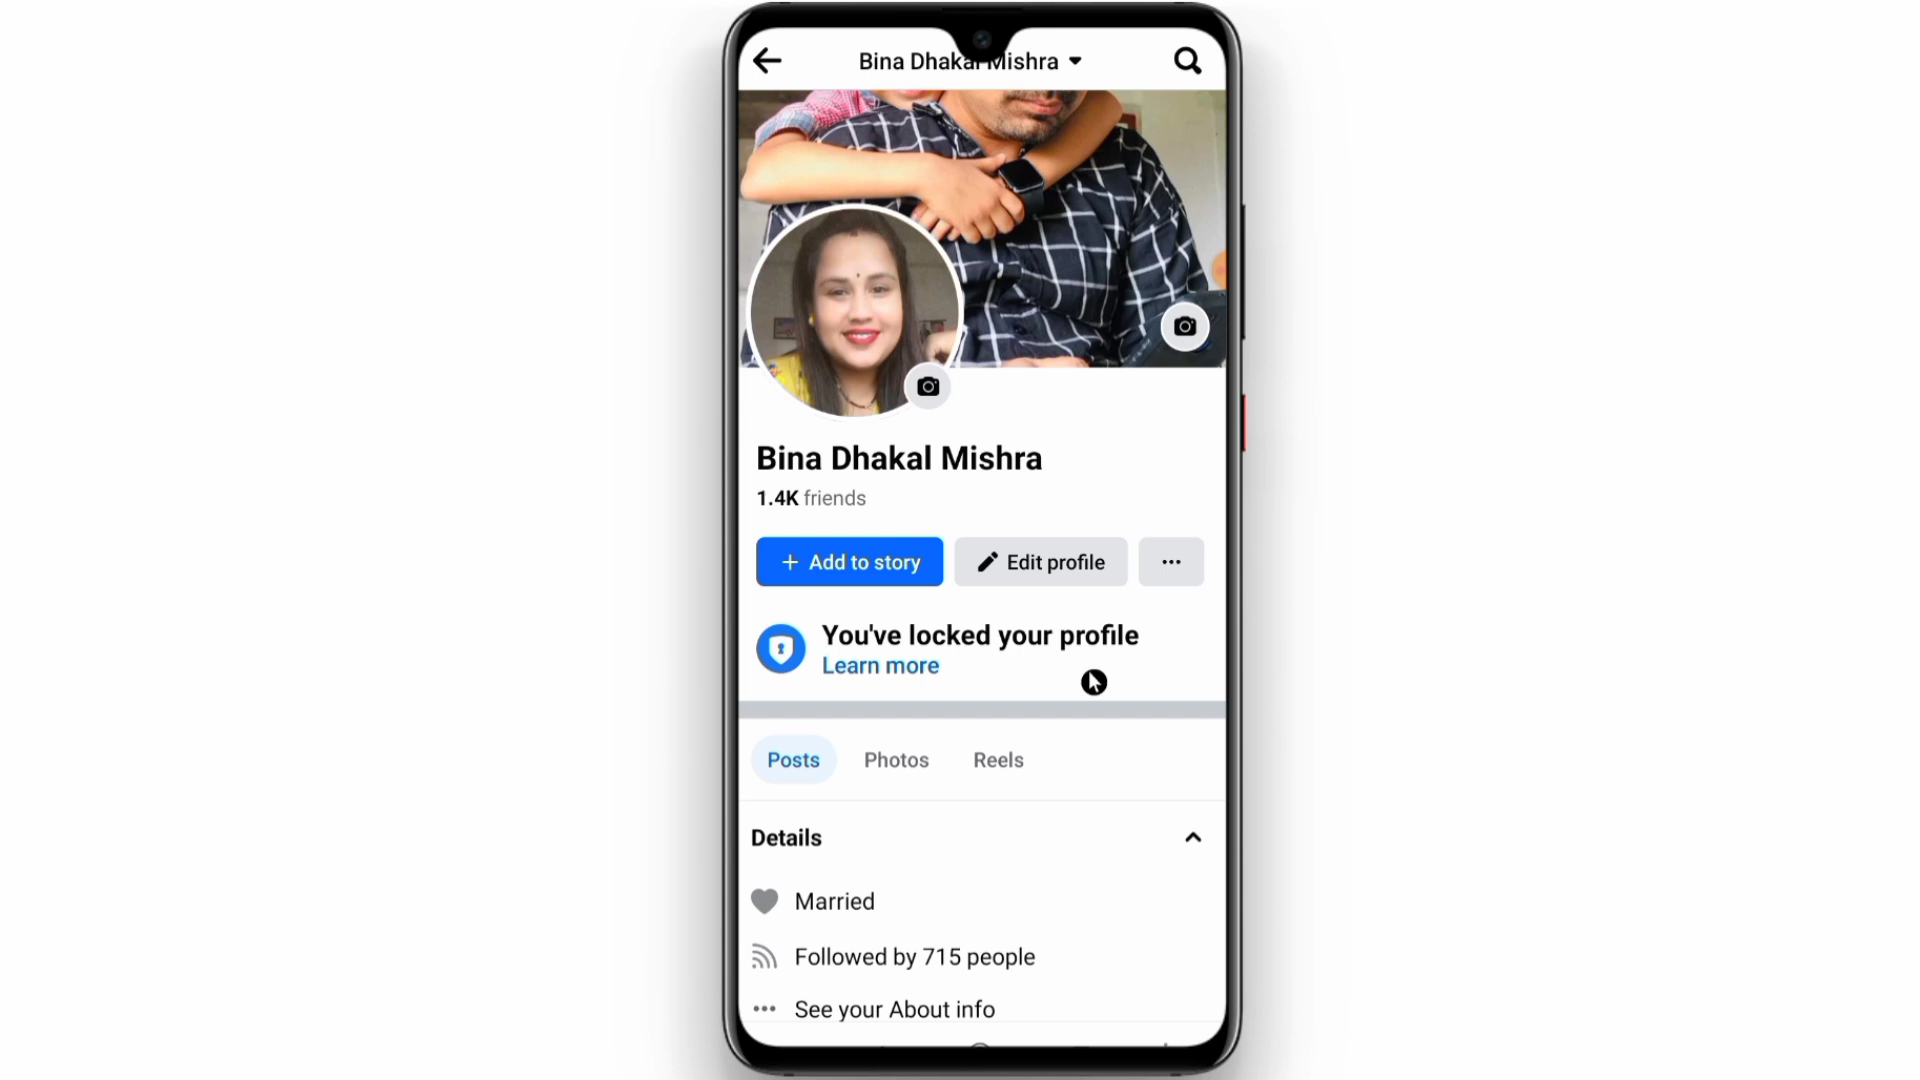 Bina Dhakal Mishra
Bina Dhakal Mishra
1.4K friends
+ Add to story
Edit profile
You've locked your profile
Learn more
Posts
Photos
Reels
Details
Married
Followed by 715 people
See your About info